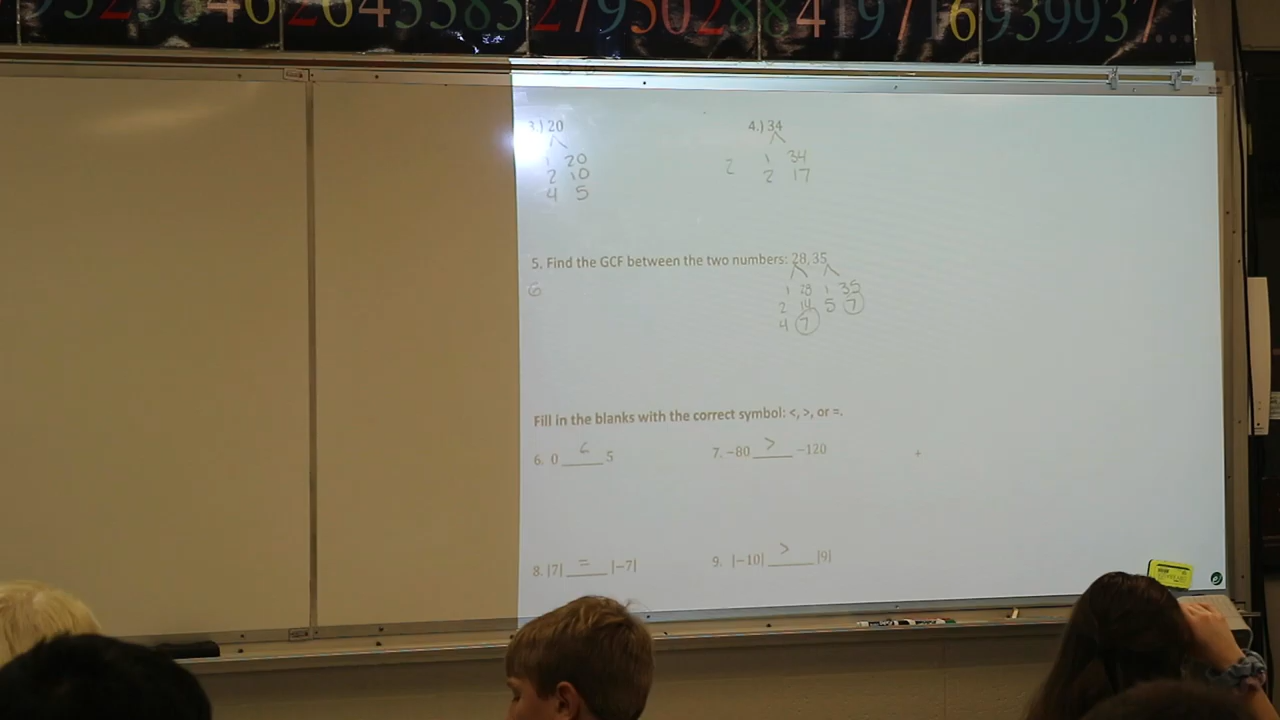 27950288419716939937...
3.) 20
1 20
2 10
4 5
4.) 34
2 1 34
2 17
5. Find the GCF between the two numbers: 28, 35
6
1 28 1 35
2 14 5 7
4 7
Fill in the blanks with the correct symbol: <, >, or =.
6. 0 < 5
7. −80 > −120
8. |7| = |−7|
9. |−10| > |9|